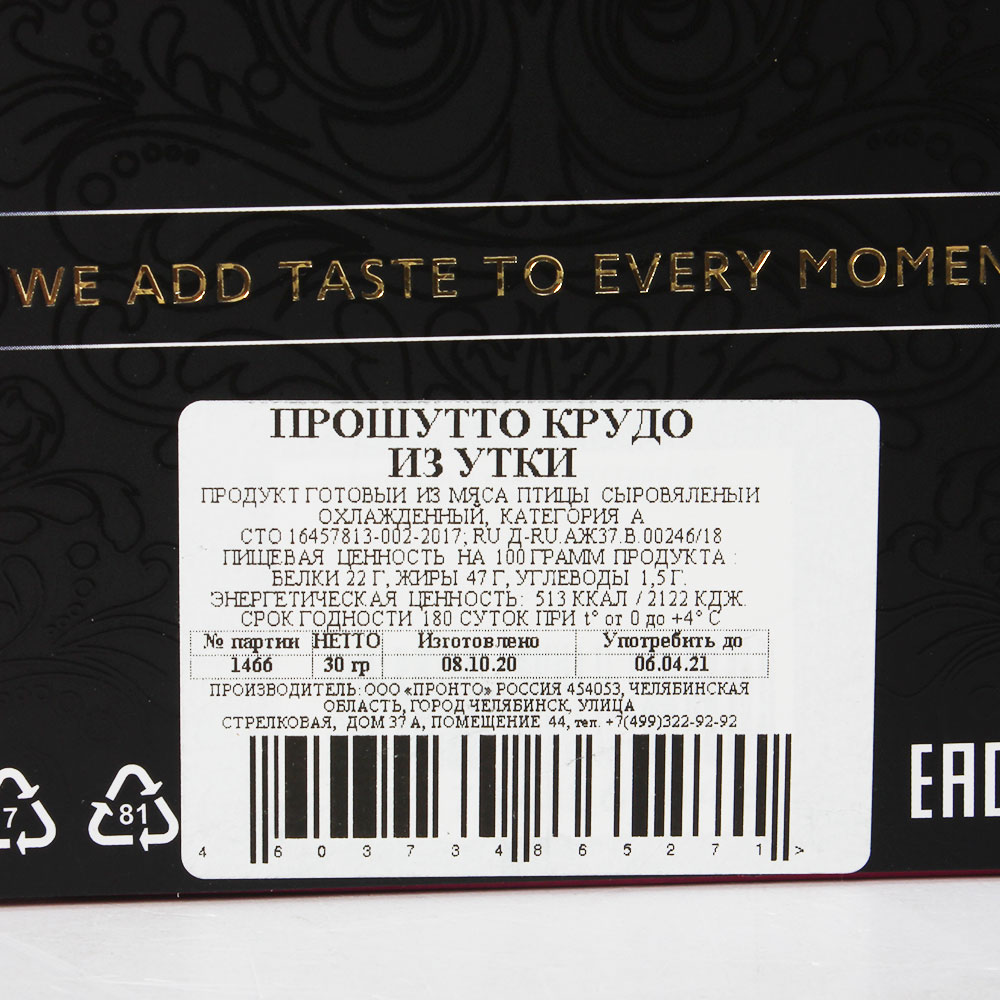 WE ADD TASTE TO EVERY MOMEN
ПРОШУТТО КРУДО
ИЗ УТКИ
ПРОДУКТ ГОТОВЫЙ ИЗ МЯСА ПТИЦЫ СЫРОВЯЛЕНЫЙ
ОХЛАЖДЕННЫЙ, КАТЕГОРИЯ А
СТО 16457813-002-2017; RU Д-RU.АЖ37.В.00246/18
ПИЩЕВАЯ ЦЕННОСТЬ НА 100 ГРАММ ПРОДУКТА :
БЕЛКИ 22 Г, ЖИРЫ 47 Г, УГЛЕВОДЫ 1,5 Г.
ЭНЕРГЕТИЧЕСКАЯ ЦЕННОСТЬ: 513 ККАЛ / 2122 КДЖ.
СРОК ГОДНОСТИ 180 СУТОК ПРИ t° от 0 до +4° С
№ партии НЕТТО Изготовлено Употребить до
1466 30 гр 08.10.20 06.04.21
ПРОИЗВОДИТЕЛЬ: ООО «ПРОНТО» РОССИЯ 454053, ЧЕЛЯБИНСКАЯ
ОБЛАСТЬ, ГОРОД ЧЕЛЯБИНСК, УЛИЦА
СТРЕЛКОВАЯ, ДОМ 37 А, ПОМЕЩЕНИЕ 44, тел. +7(499)322-92-92
7 81 EAC
4 603734 865271 >